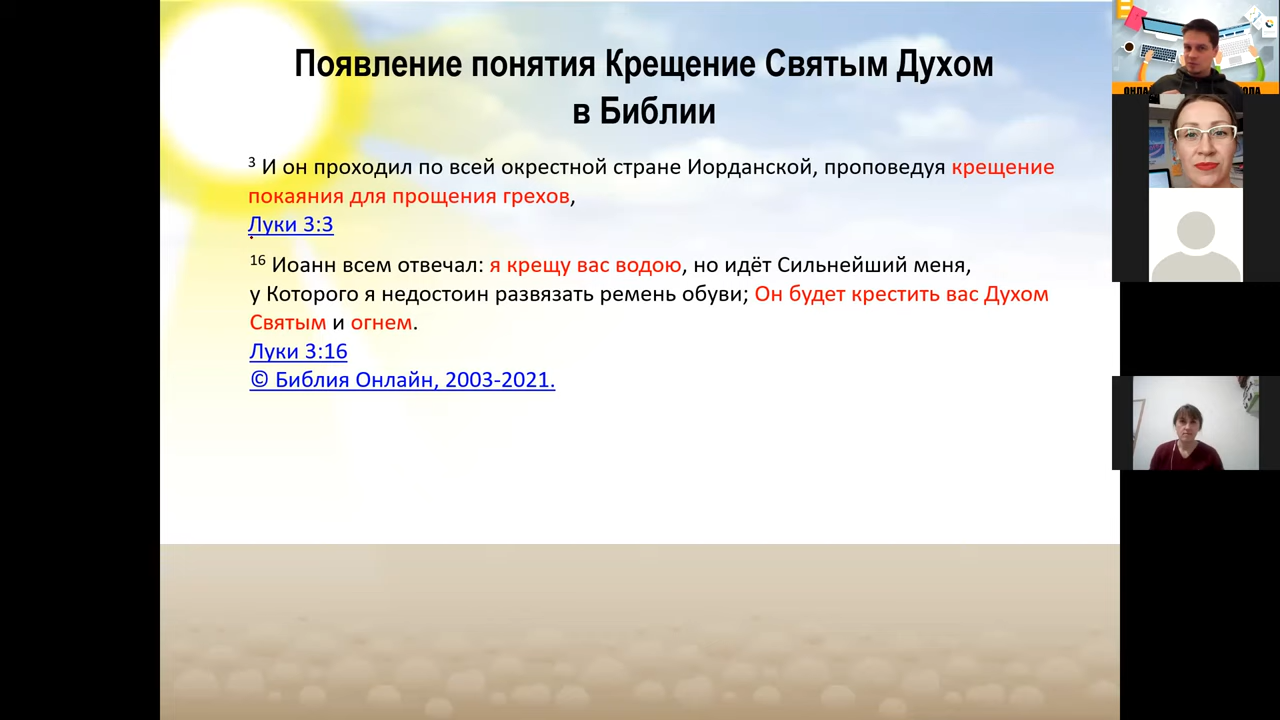 Появление понятия Крещение Святым Духом
в Библии
3 И он проходил по всей окрестной стране Иорданской, проповедуя крещение
покаяния для прощения грехов,
Луки 3:3
16 Иоанн всем отвечал: я крещу вас водою, но идёт Сильнейший меня,
у Которого я недостоин развязать ремень обуви; Он будет крестить вас Духом
Святым и огнем.
Луки 3:16
© Библия Онлайн, 2003-2021.